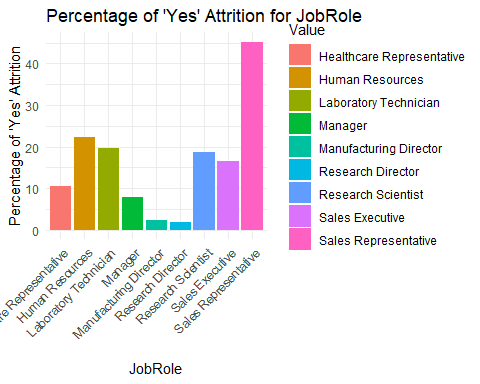 Percentage of 'Yes' Attrition for JobRole
Percentage of 'Yes' Attrition
40
30
20
10
0
re Representative
Human Resources
Laboratory Technician
Manager
Manufacturing Director
Research Director
Research Scientist
Sales Executive
Sales Representative
JobRole
Value
Healthcare Representative
Human Resources
Laboratory Technician
Manager
Manufacturing Director
Research Director
Research Scientist
Sales Executive
Sales Representative